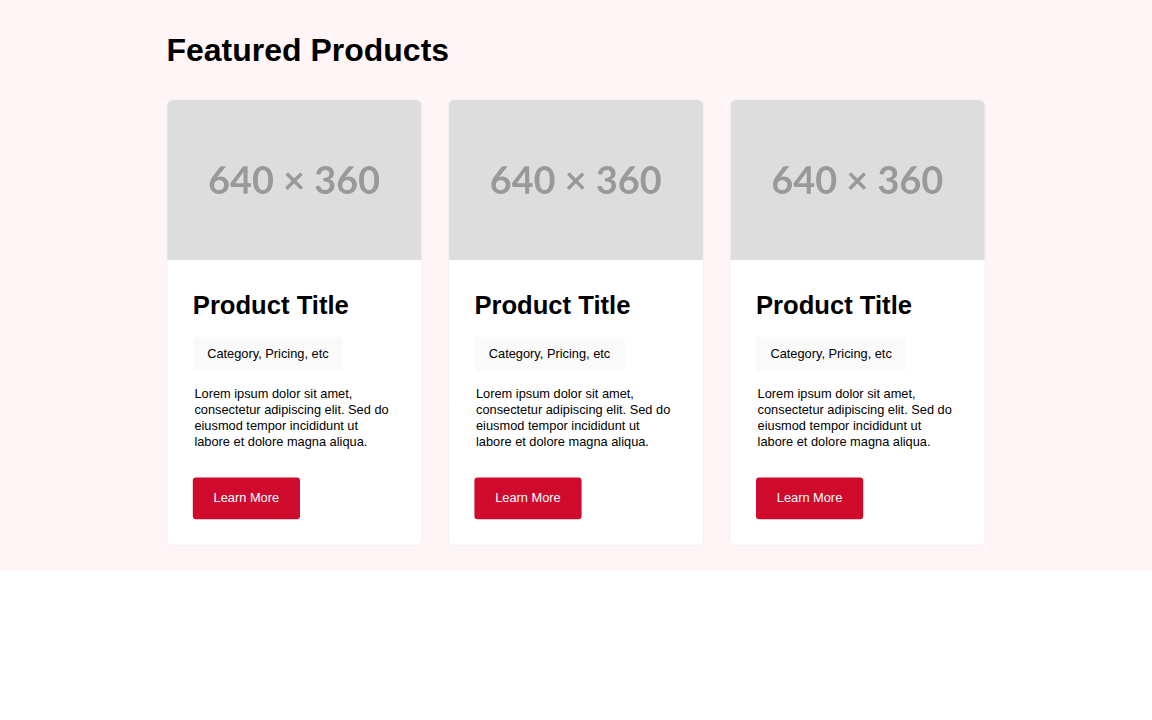 Featured Products
640 × 360
Product Title
Category, Pricing, etc
Lorem ipsum dolor sit amet,
consectetur adipiscing elit. Sed do
eiusmod tempor incididunt ut
labore et dolore magna aliqua.
Learn More
640 × 360
Product Title
Category, Pricing, etc
Lorem ipsum dolor sit amet,
consectetur adipiscing elit. Sed do
eiusmod tempor incididunt ut
labore et dolore magna aliqua.
Learn More
640 × 360
Product Title
Category, Pricing, etc
Lorem ipsum dolor sit amet,
consectetur adipiscing elit. Sed do
eiusmod tempor incididunt ut
labore et dolore magna aliqua.
Learn More